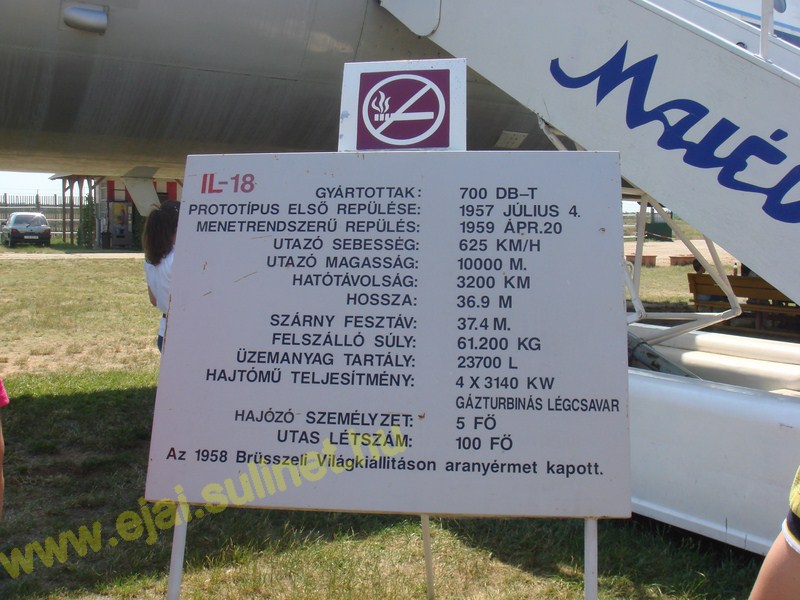 Malév
IL-18
GYÁRTOTTAK: 700 DB–T
PROTOTÍPUS ELSŐ REPÜLÉSE: 1957 JÚLIUS 4.
MENETRENDSZERŰ REPÜLÉS: 1959 ÁPR.20
UTAZÓ SEBESSÉG: 625 KM/H
UTAZÓ MAGASSÁG: 10000 M.
HATÓTÁVOLSÁG: 3200 KM
HOSSZA: 36.9 M
SZÁRNY FESZTÁV: 37.4 M.
FELSZÁLLÓ SÚLY: 61.200 KG
ÜZEMANYAG TARTÁLY: 23700 L
HAJTÓMŰ TELJESÍTMÉNY: 4 X 3140 KW
GÁZTURBINÁS LÉGCSAVAR
HAJÓZÓ SZEMÉLYZET: 5 FŐ
UTAS LÉTSZÁM: 100 FŐ
Az 1958 Brüsszeli Világkiállitáson aranyérmet kapott.
www.ejai.sulinet.hu